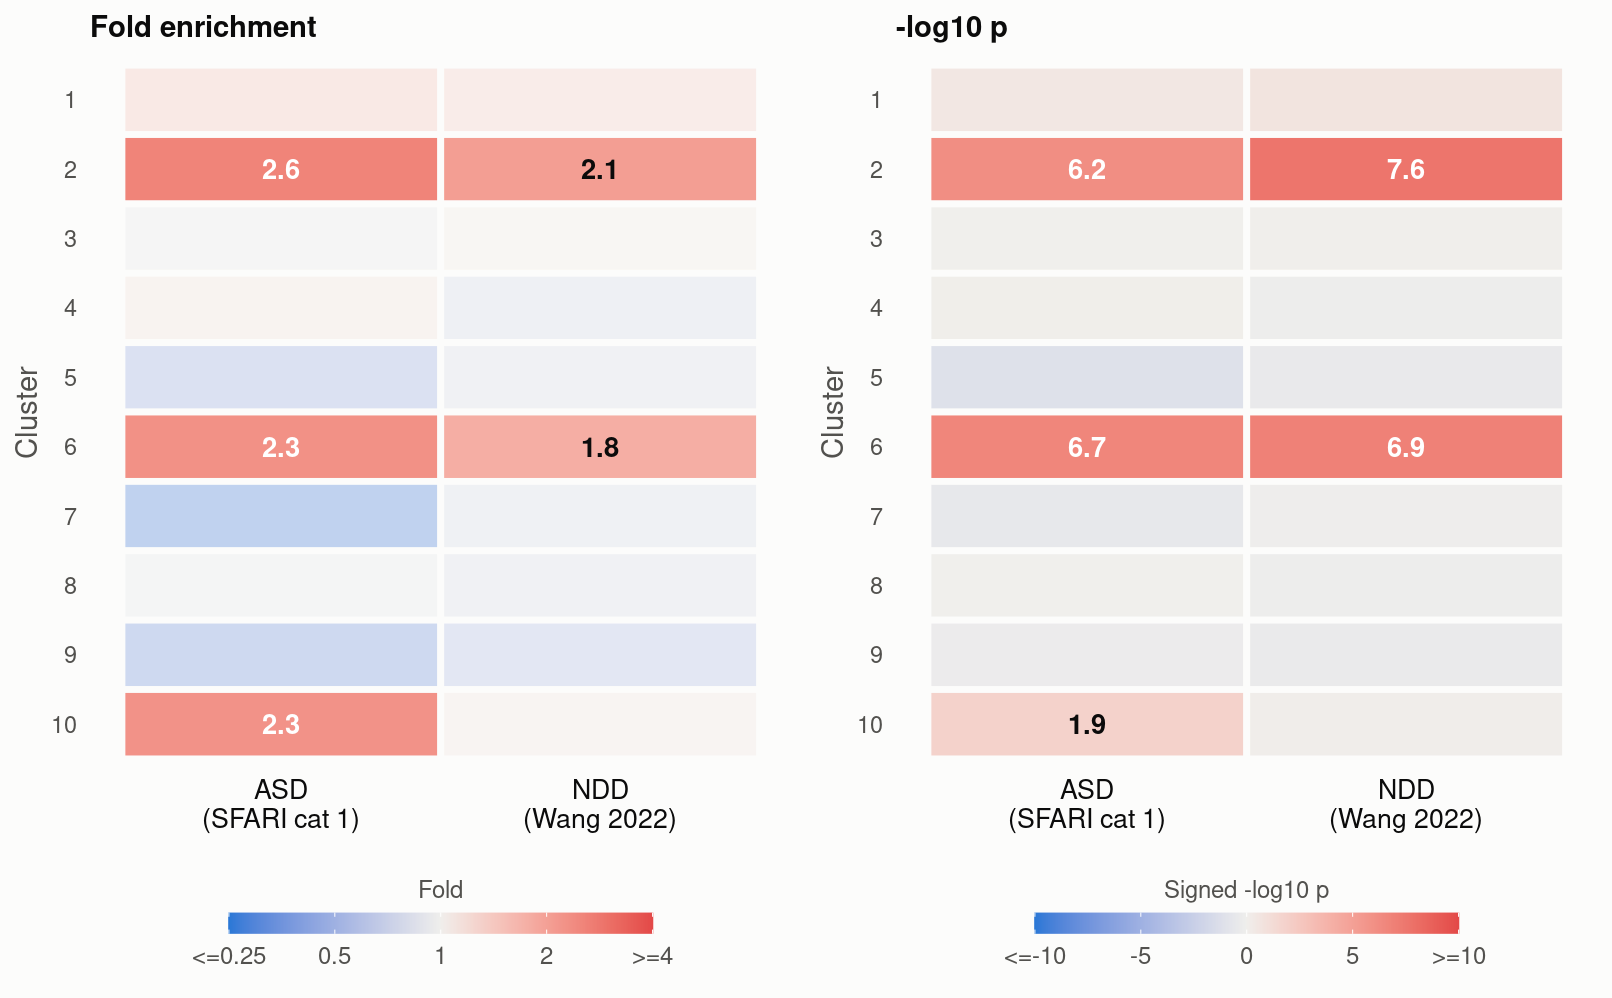 Fold enrichment
Cluster
1
2 2.6 2.1
3
4
5
6 2.3 1.8
7
8
9
10 2.3
ASD NDD
(SFARI cat 1) (Wang 2022)
Fold
<=0.25 0.5 1 2 >=4
-log10 p
Cluster
1
2 6.2 7.6
3
4
5
6 6.7 6.9
7
8
9
10 1.9
ASD NDD
(SFARI cat 1) (Wang 2022)
Signed -log10 p
<=-10 -5 0 5 >=10